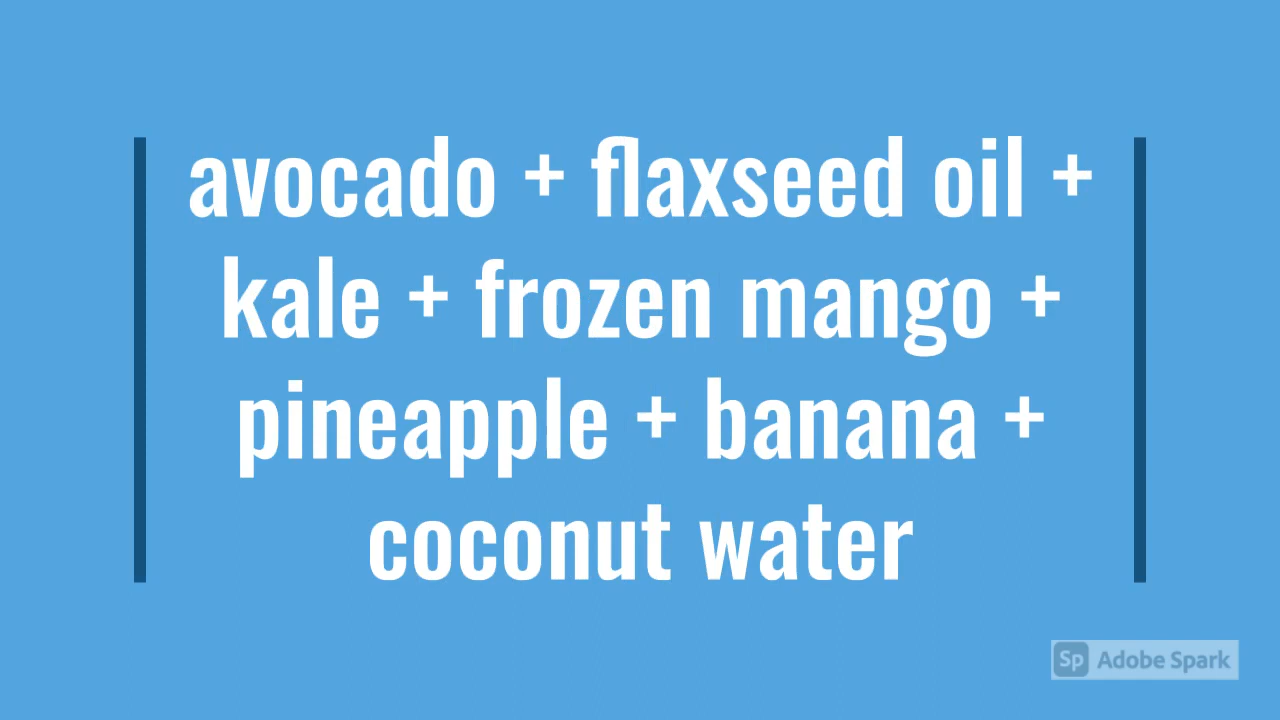 avocado + flaxseed oil +
kale + frozen mango +
pineapple + banana +
coconut water
Sp Adobe Spark